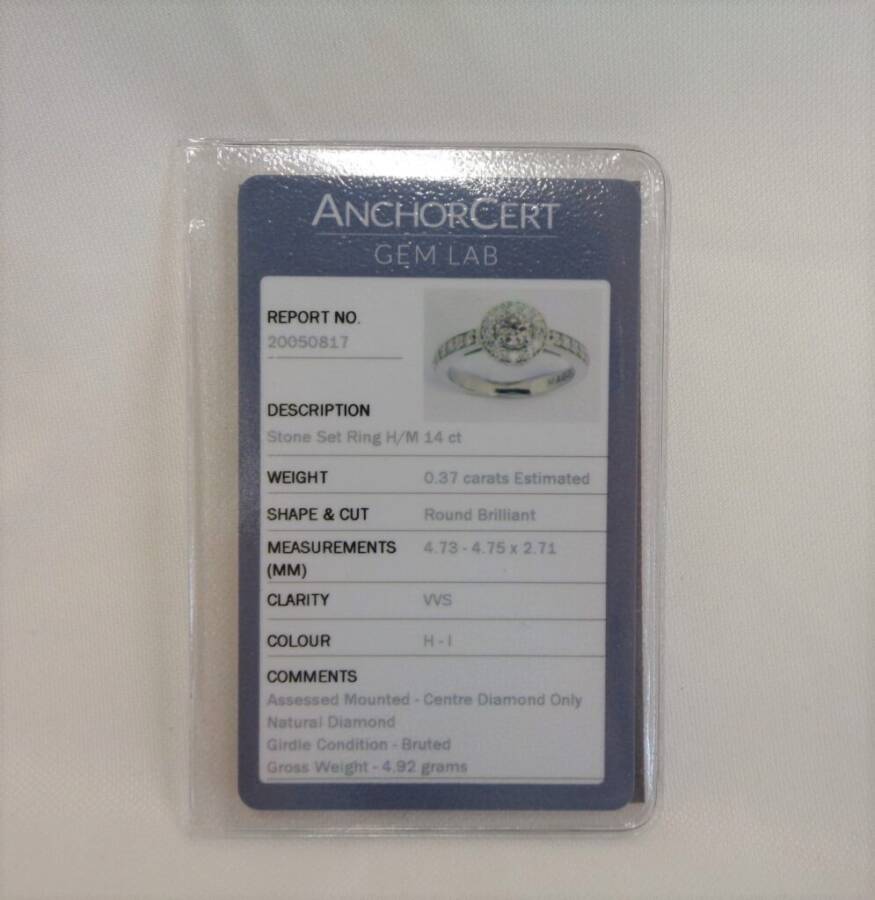 ANCHORCERT
GEM LAB
REPORT NO.
20050817
DESCRIPTION
Stone Set Ring H/M 14 ct
WEIGHT 0.37 carats Estimated
SHAPE & CUT Round Brilliant
MEASUREMENTS 4.73 - 4.75 x 2.71
(MM)
CLARITY VVS
COLOUR H - I
COMMENTS
Assessed Mounted - Centre Diamond Only
Natural Diamond
Girdle Condition - Bruted
Gross Weight - 4.92 grams